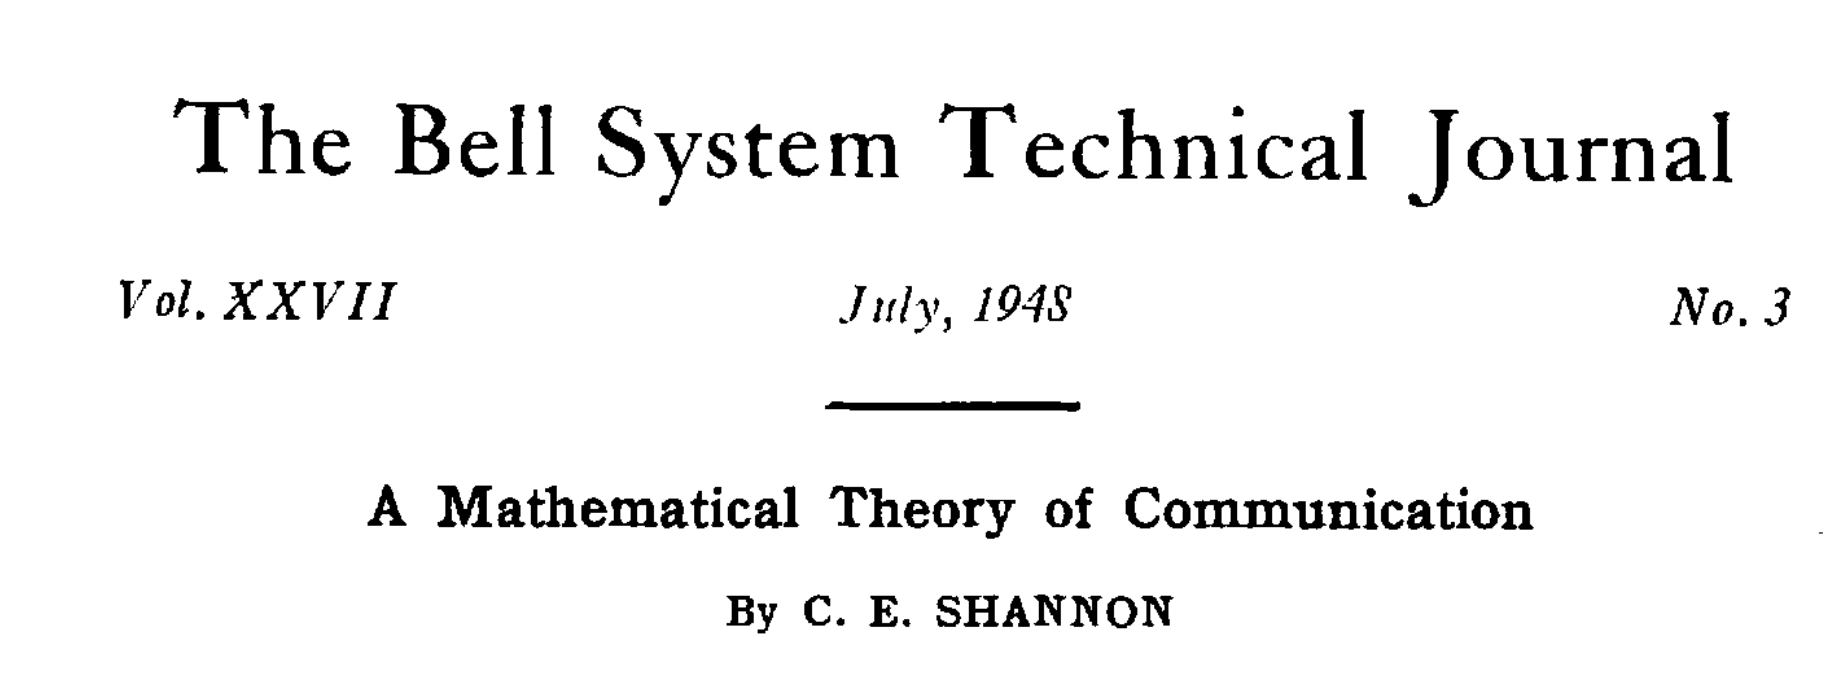 The Bell System Technical Journal
Vol. XXVII July, 1948 No. 3
A Mathematical Theory of Communication
By C. E. SHANNON